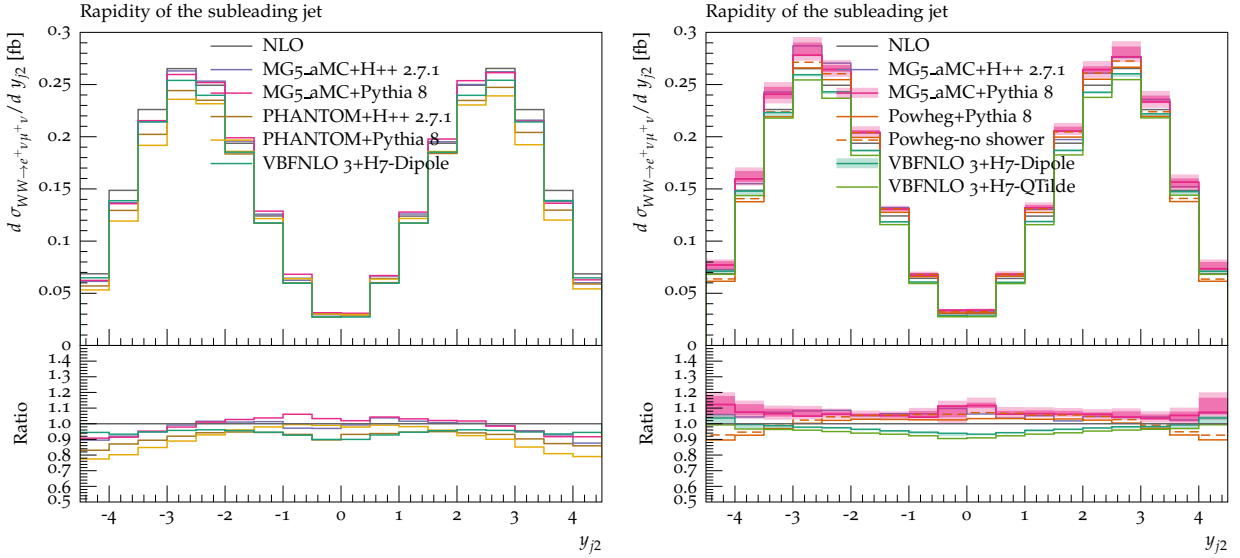 Rapidity of the subleading jet
d σ_{WW→e⁺νμ⁺ν}/d y_{j2} [fb]
0.3
0.25
0.2
0.15
0.1
0.05
0
NLO
MG5_aMC+H++ 2.7.1
MG5_aMC+Pythia 8
PHANTOM+H++ 2.7.1
PHANTOM+Pythia 8
VBFNLO 3+H7-Dipole
Ratio
1.4
1.3
1.2
1.1
1.0
0.9
0.8
0.7
0.6
0.5
-4 -3 -2 -1 0 1 2 3 4
y_{j2}
Rapidity of the subleading jet
d σ_{WW→e⁺νμ⁺ν}/d y_{j2} [fb]
0.3
0.25
0.2
0.15
0.1
0.05
0
NLO
MG5_aMC+H++ 2.7.1
MG5_aMC+Pythia 8
Powheg+Pythia 8
Powheg-no shower
VBFNLO 3+H7-Dipole
VBFNLO 3+H7-QTilde
Ratio
1.4
1.3
1.2
1.1
1.0
0.9
0.8
0.7
0.6
0.5
-4 -3 -2 -1 0 1 2 3 4
y_{j2}